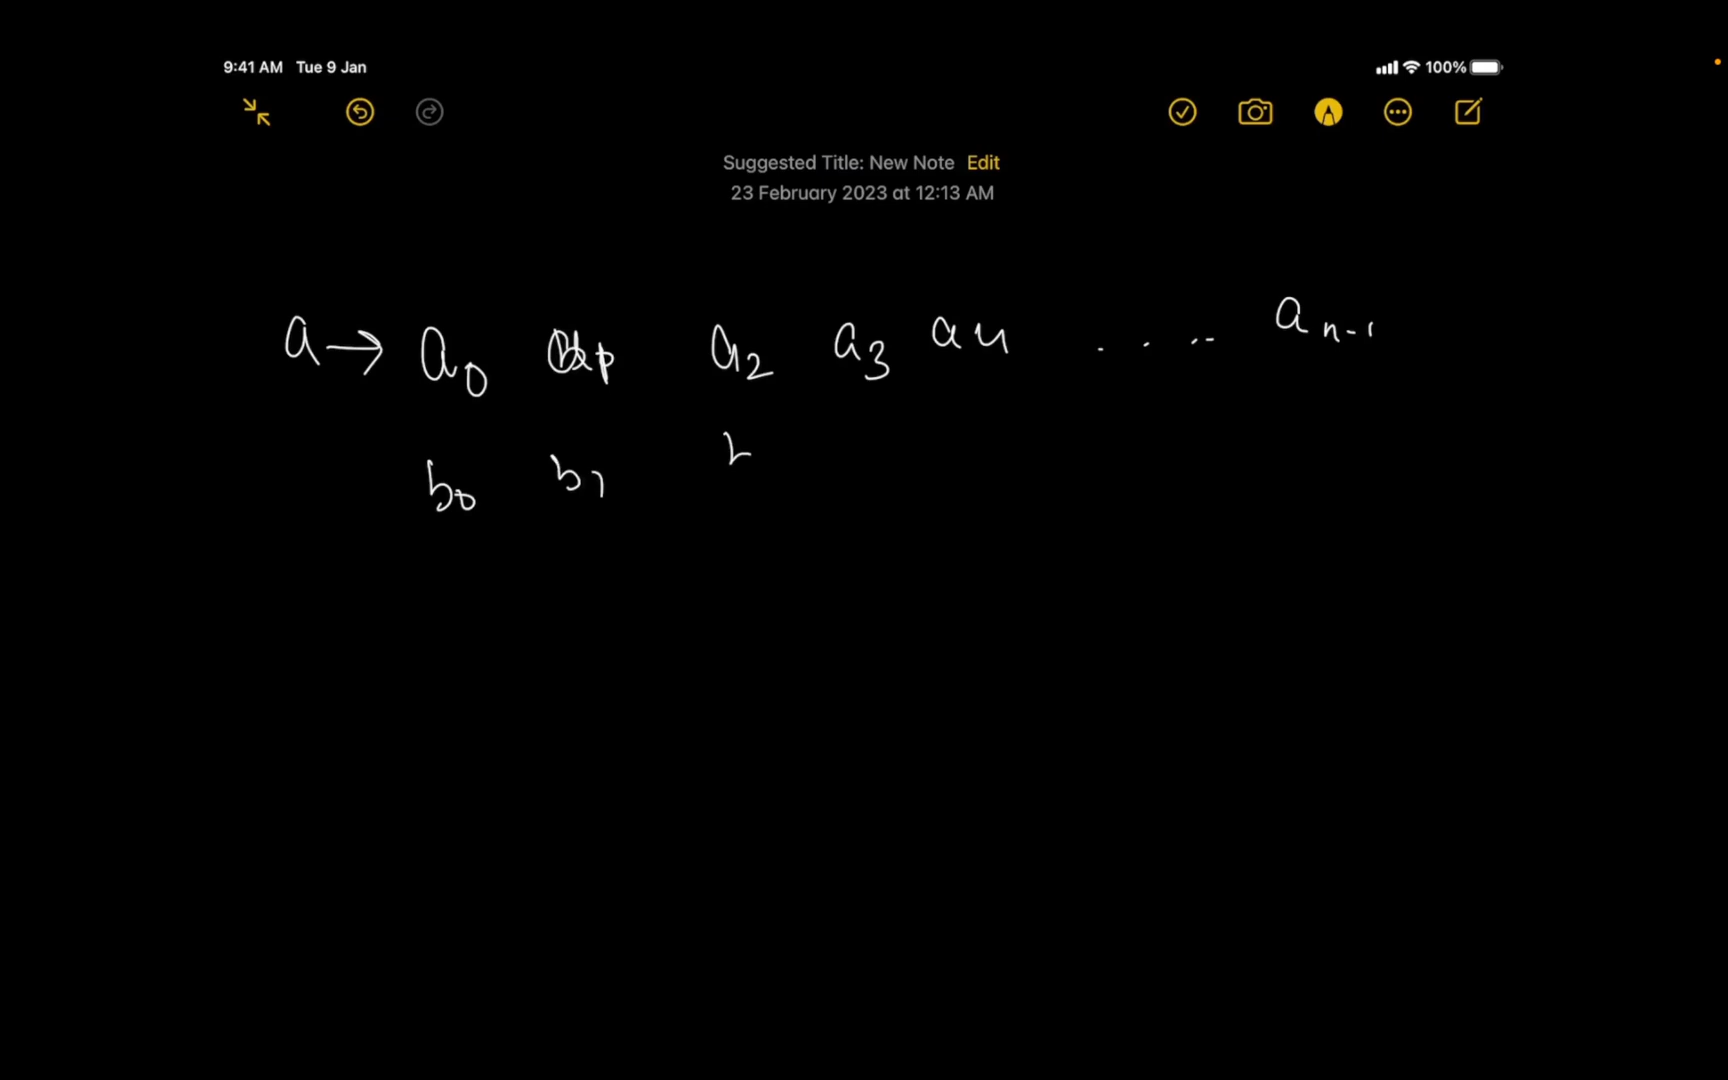 9:41 AM Tue 9 Jan 100%
Suggested Title: New Note Edit
23 February 2023 at 12:13 AM
a → a0 a2 a3 a4 . . . . an-1
b0 b1